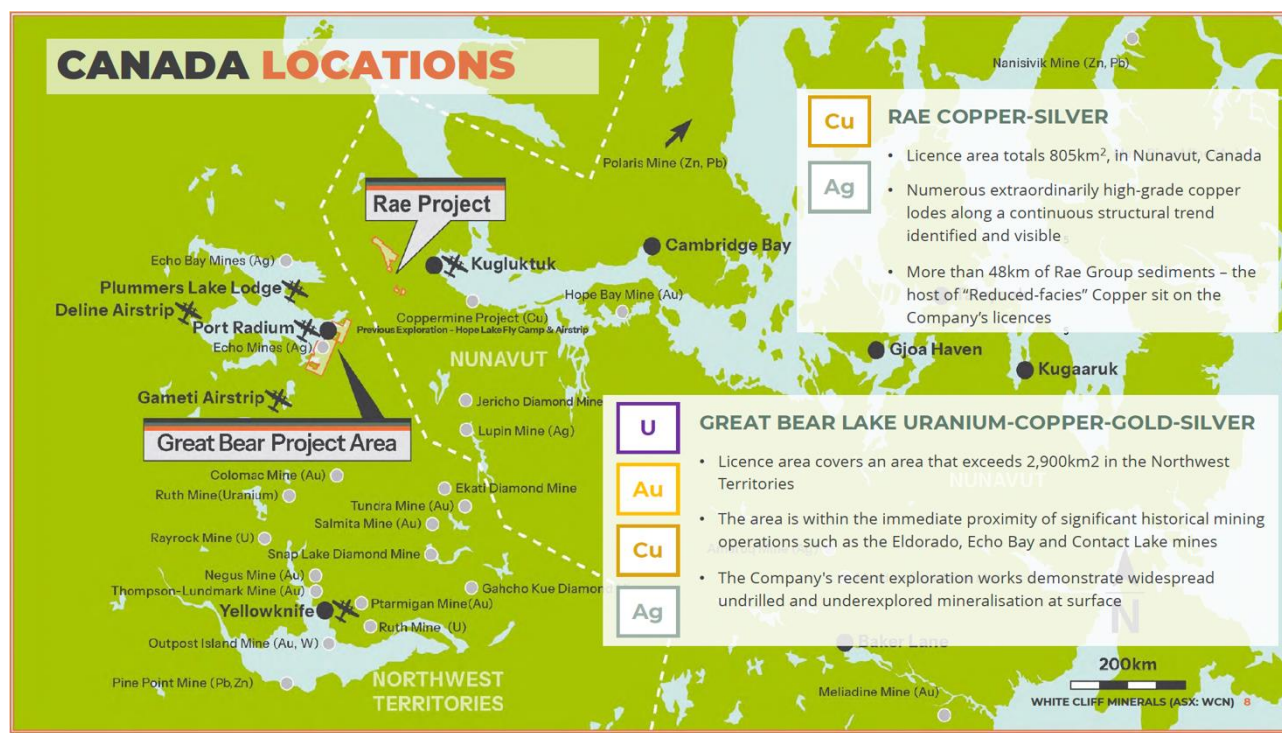 CANADA LOCATIONS
Nanisivik Mine (Zn, Pb)
Polaris Mine (Zn, Pb)
Cu
Ag
RAE COPPER-SILVER
• Licence area totals 805km², in Nunavut, Canada
• Numerous extraordinarily high-grade copper
lodes along a continuous structural trend
identified and visible
• More than 48km of Rae Group sediments – the
host of “Reduced-facies” Copper sit on the
Company’s licences
Rae Project
Echo Bay Mines (Ag)
Plummers Lake Lodge
Deline Airstrip
Port Radium
Echo Mines (Ag)
Gameti Airstrip
Great Bear Project Area
Kugluktuk
Cambridge Bay
Coppermine Project (Cu)
Previous Exploration - Hope Lake Fly Camp & Airstrip
Hope Bay Mine (Au)
NUNAVUT
Gjoa Haven
Kugaaruk
Jericho Diamond Mine
Lupin Mine (Ag)
U
Au
Cu
Ag
GREAT BEAR LAKE URANIUM-COPPER-GOLD-SILVER
• Licence area covers an area that exceeds 2,900km2 in the Northwest
Territories
• The area is within the immediate proximity of significant historical mining
operations such as the Eldorado, Echo Bay and Contact Lake mines
• The Company's recent exploration works demonstrate widespread
undrilled and underexplored mineralisation at surface
Colomac Mine (Au)
Ruth Mine(Uranium)
Ekati Diamond Mine
Tundra Mine (Au)
Salmita Mine (Au)
Rayrock Mine (U)
Snap Lake Diamond Mine
Negus Mine (Au)
Thompson-Lundmark Mine (Au)
Gahcho Kue Diamond
Yellowknife
Ptarmigan Mine(Au)
Ruth Mine (U)
Outpost Island Mine (Au, W)
Pine Point Mine (Pb,Zn)
NORTHWEST
TERRITORIES
NUNAVUT
N
Baker Lane
Meliadine Mine (Au)
200km
WHITE CLIFF MINERALS (ASX: WCN) 8